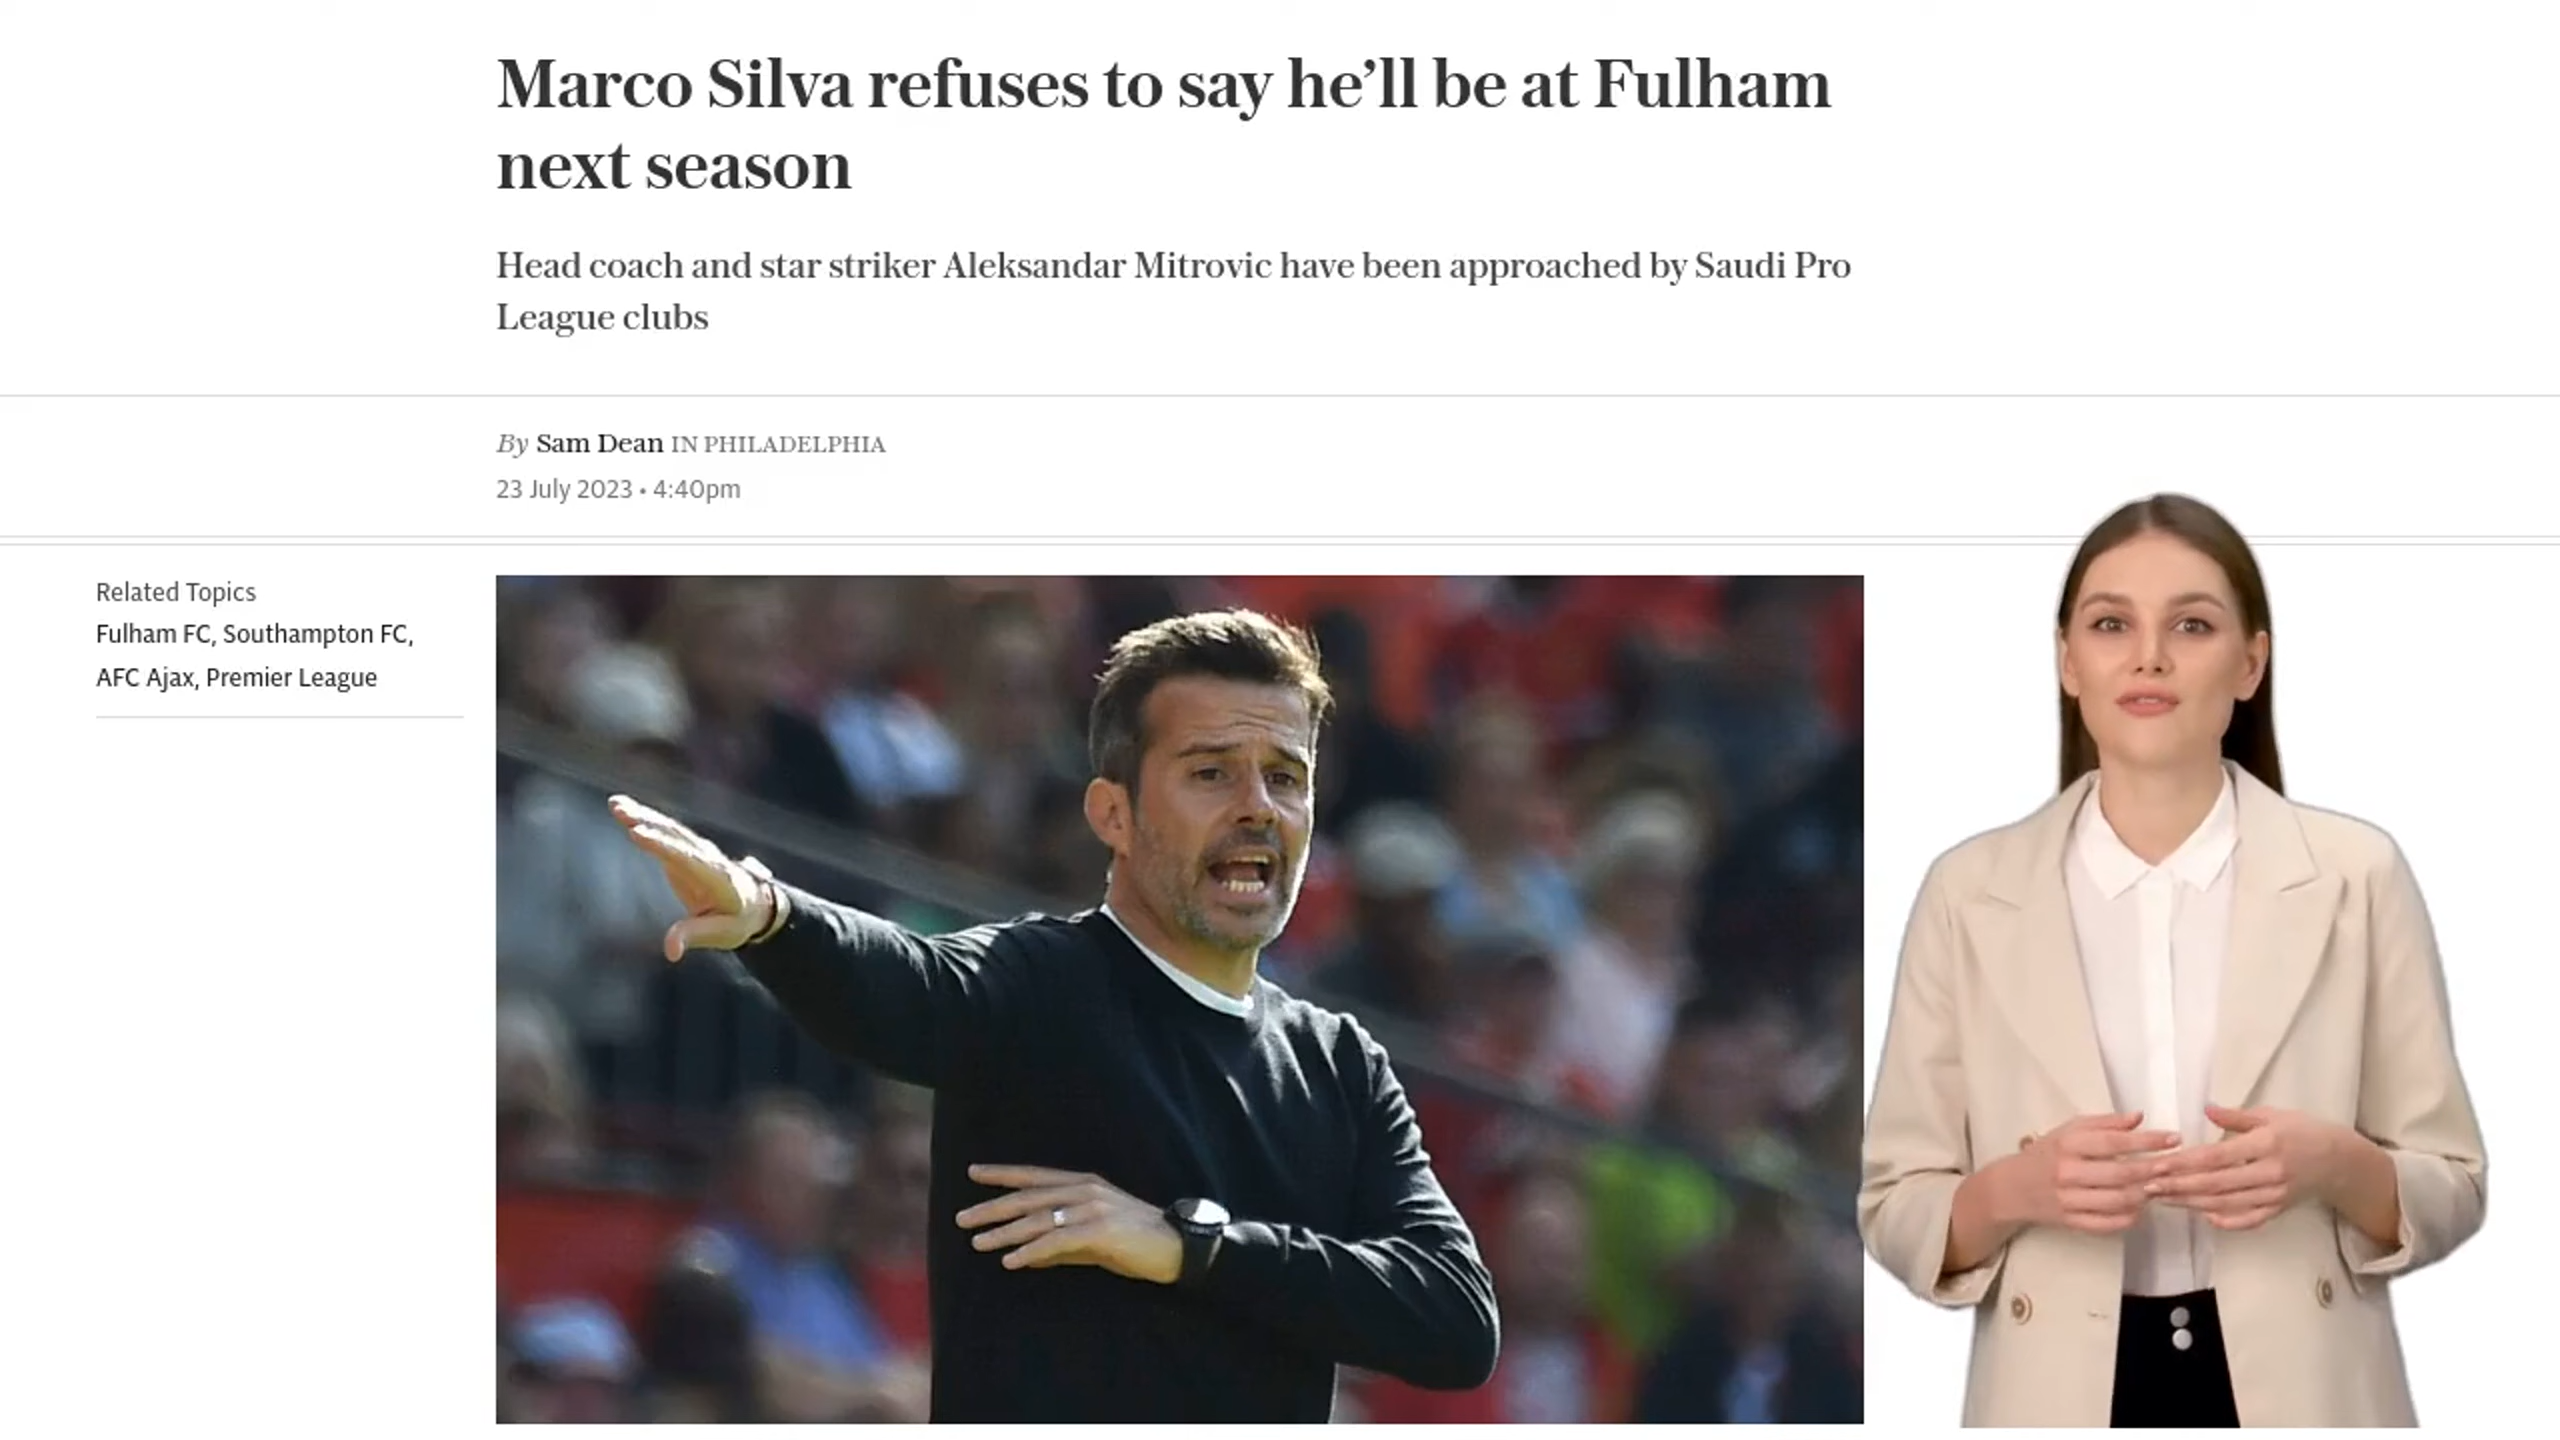 Marco Silva refuses to say he’ll be at Fulham
next season
Head coach and star striker Aleksandar Mitrovic have been approached by Saudi Pro
League clubs
By Sam Dean IN PHILADELPHIA
23 July 2023 • 4:40pm
Related Topics
Fulham FC, Southampton FC,
AFC Ajax, Premier League